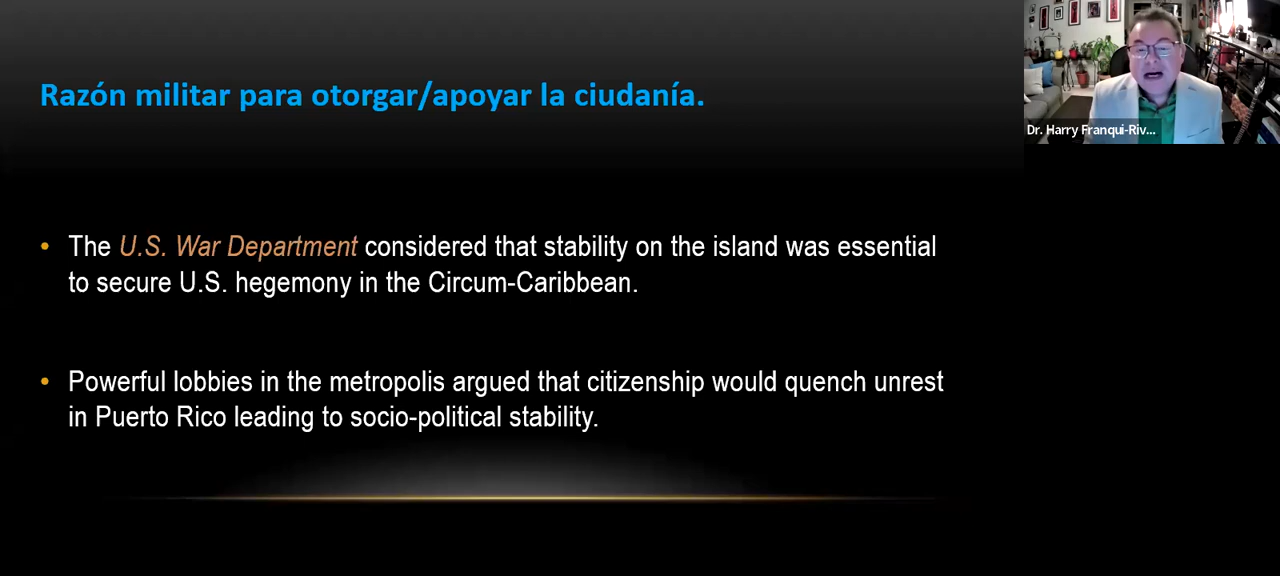 Razón militar para otorgar/apoyar la ciudanía.
Dr. Harry Franqui-Riv...
• The U.S. War Department considered that stability on the island was essential
to secure U.S. hegemony in the Circum-Caribbean.
• Powerful lobbies in the metropolis argued that citizenship would quench unrest
in Puerto Rico leading to socio-political stability.